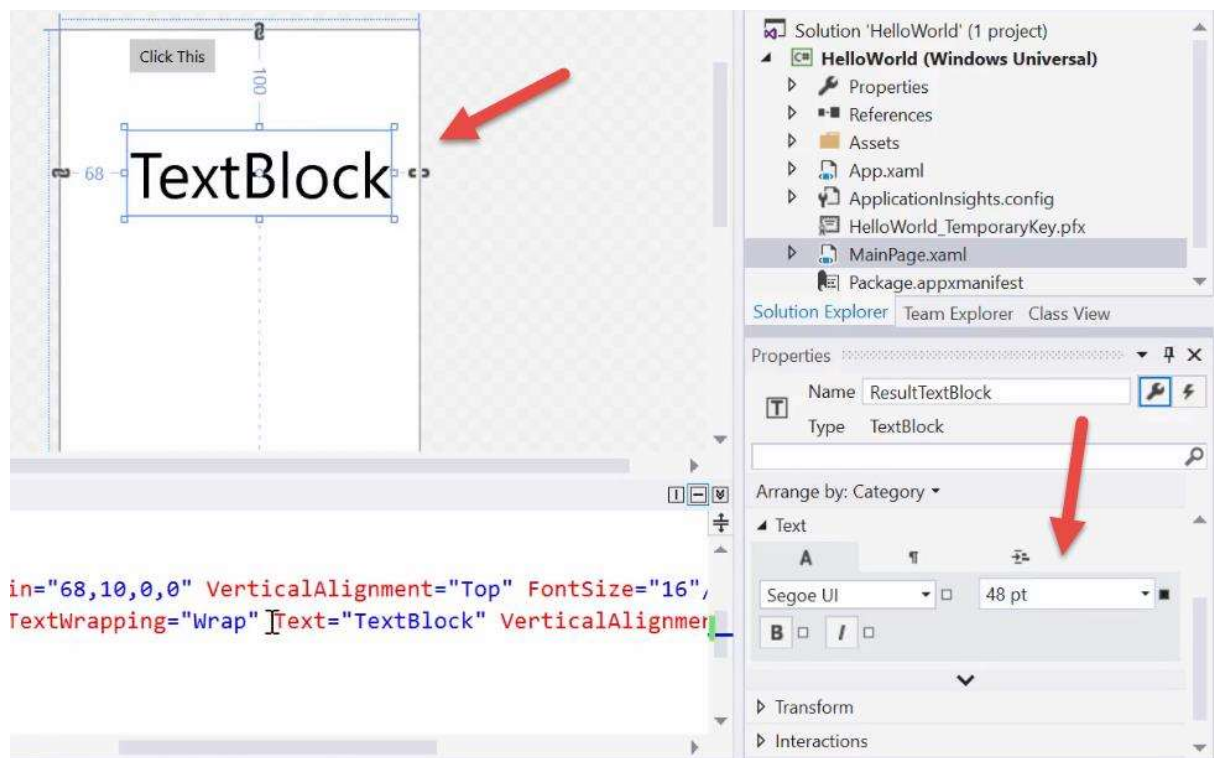 Click This
100
68
TextBlock
in="68,10,0,0" VerticalAlignment="Top" FontSize="16"/
TextWrapping="Wrap" Text="TextBlock" VerticalAlignmen
Solution 'HelloWorld' (1 project)
C#
HelloWorld (Windows Universal)
Properties
References
Assets
App.xaml
ApplicationInsights.config
HelloWorld_TemporaryKey.pfx
MainPage.xaml
Package.appxmanifest
Solution Explorer Team Explorer Class View
Properties
Name ResultTextBlock
T
Type TextBlock
Arrange by: Category
Text
A ¶
Segoe UI 48 pt
B I
Transform
Interactions